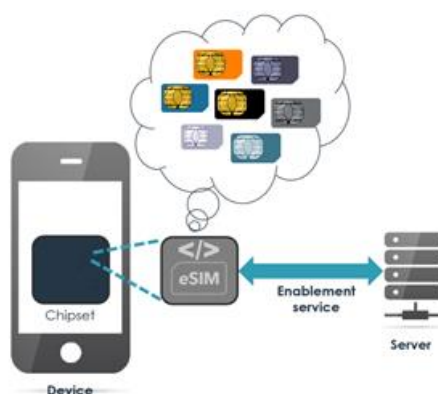 </>
eSIM
Chipset
Enablement
service
Server
Device